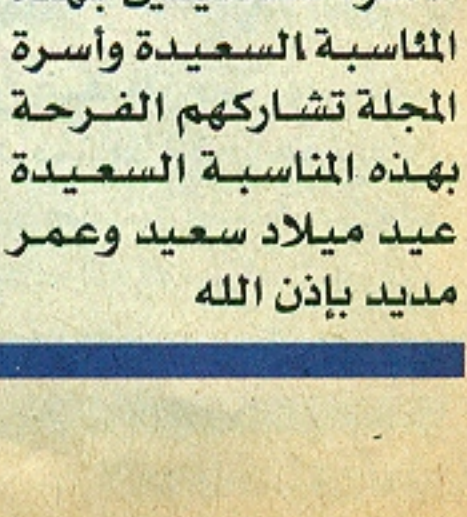 المناسبة السعيدة وأسرة
المجلة تشاركهم الفرحة
بهذه المناسبة السعيدة
عيد ميلاد سعيد وعمر
مديد بإذن الله